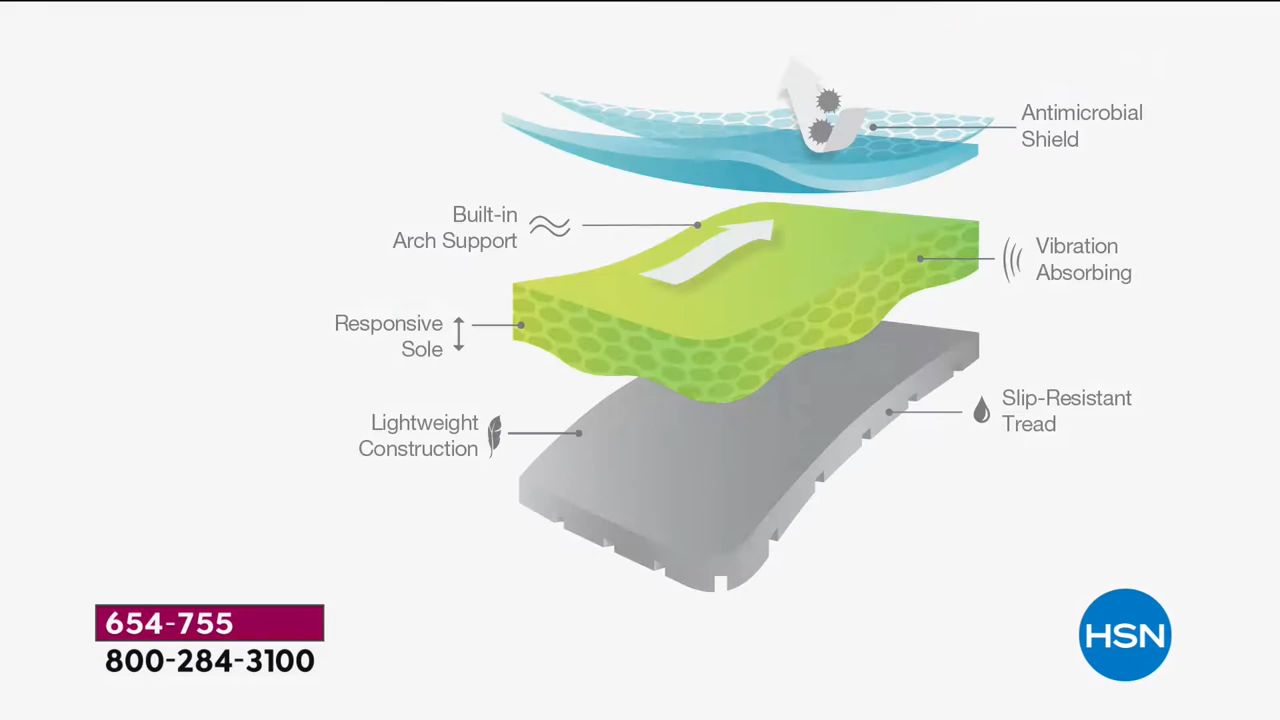 Antimicrobial
Shield
Built-in
Arch Support
Vibration
Absorbing
Responsive
Sole
Slip-Resistant
Tread
Lightweight
Construction
654-755
800-284-3100
HSN